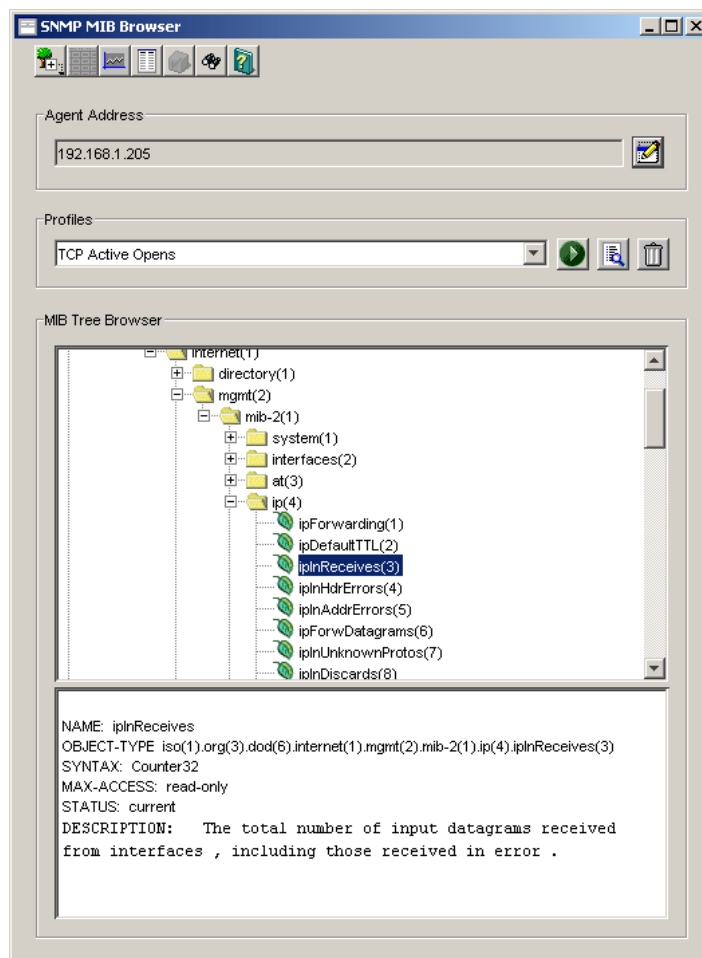 SNMP MIB Browser
Agent Address
192.168.1.205
Profiles
TCP Active Opens
MIB Tree Browser
internet(1)
directory(1)
mgmt(2)
mib-2(1)
system(1)
interfaces(2)
at(3)
ip(4)
ipForwarding(1)
ipDefaultTTL(2)
ipInReceives(3)
ipInHdrErrors(4)
ipInAddrErrors(5)
ipForwDatagrams(6)
ipInUnknownProtos(7)
ipInDiscards(8)
NAME: ipInReceives
OBJECT-TYPE iso(1).org(3).dod(6).internet(1).mgmt(2).mib-2(1).ip(4).ipInReceives(3)
SYNTAX: Counter32
MAX-ACCESS: read-only
STATUS: current
DESCRIPTION: The total number of input datagrams received
from interfaces , including those received in error .